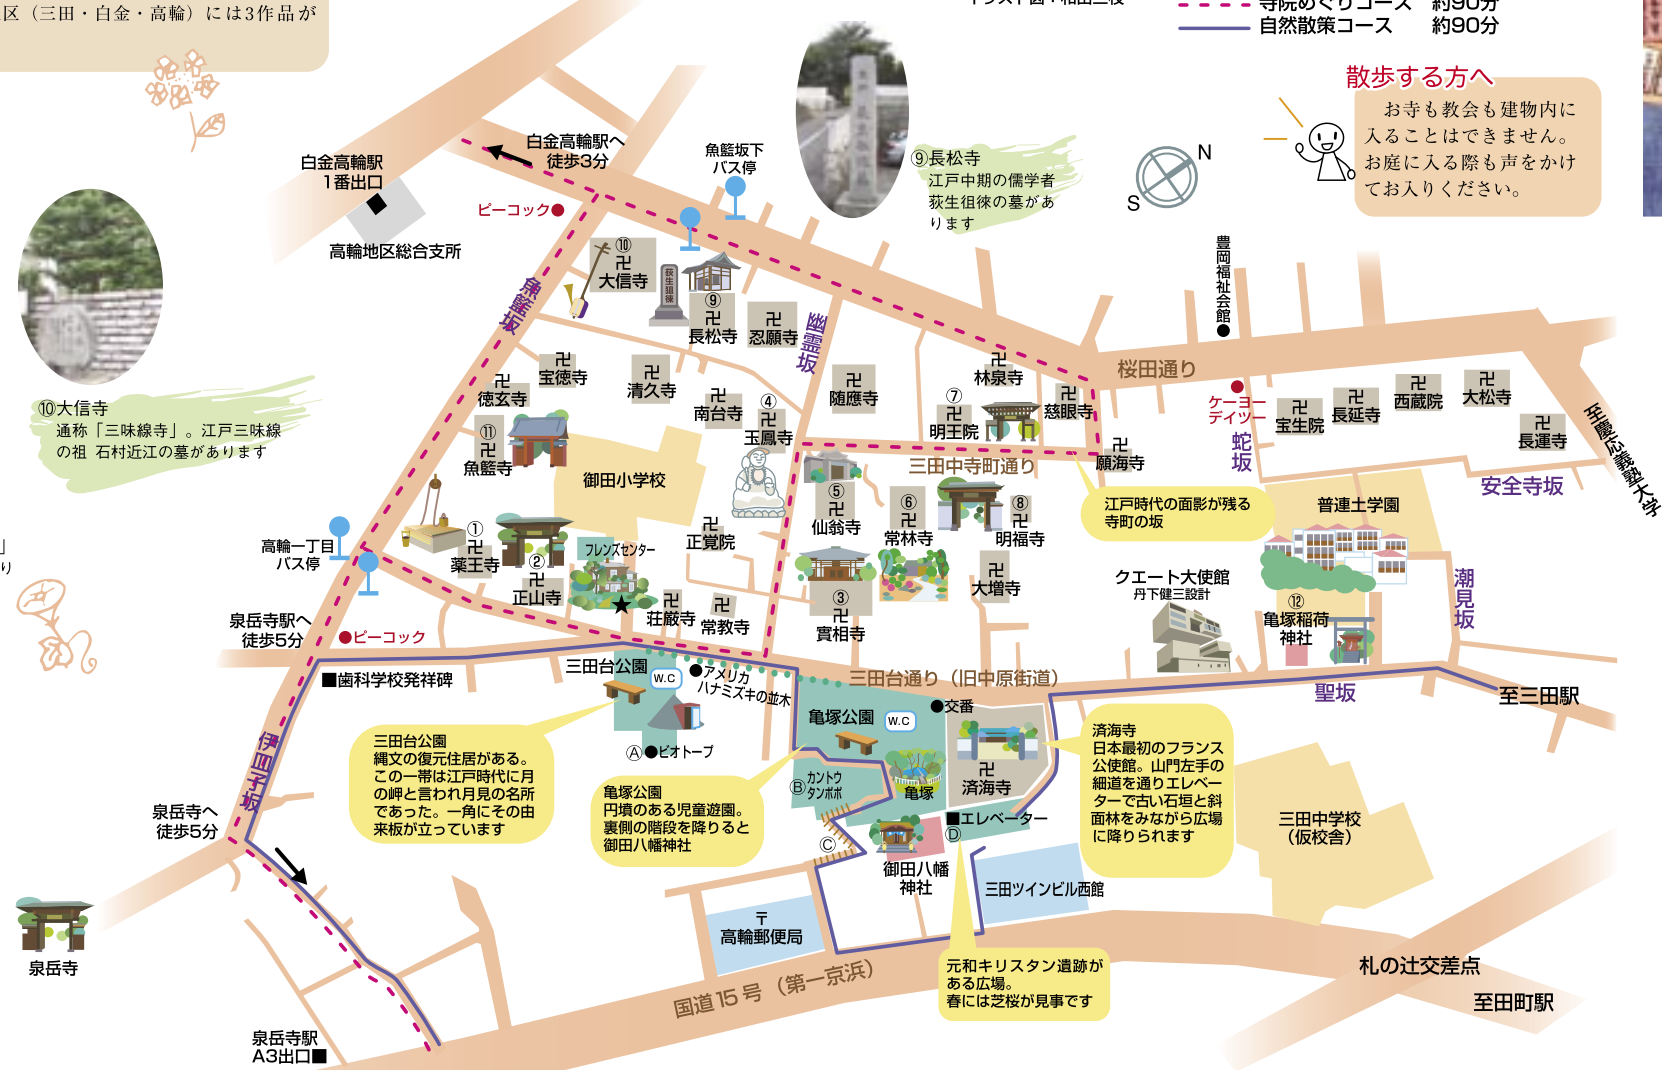 区（三田・白金・高輪）には3作品が
寺院めぐりコース　約90分
自然散策コース　約90分
散歩する方へ
お寺も教会も建物内に
入ることはできません。
お庭に入る際も声をかけ
てお入りください。
N
S
白金高輪駅へ
徒歩3分
白金高輪駅
1番出口
ピーコック
高輪地区総合支所
魚籃坂下
バス停
⑨長松寺
江戸中期の儒学者
荻生徂徠の墓があ
ります
豊岡福祉会館
⑩
卍
大信寺
荻生徂徠
⑨
卍
長松寺
卍
忍願寺
魚籃坂
幽霊坂
桜田通り
⑩大信寺
通称「三味線寺」。江戸三味線
の祖 石村近江の墓があります
卍
宝徳寺
卍
徳玄寺
卍
清久寺
卍
南台寺
④
卍
玉鳳寺
卍
随應寺
⑦
卍
明王院
卍
林泉寺
卍
慈眼寺
卍
願海寺
ケーヨー
デイツー
蛇坂
卍
宝生院
卍
長延寺
卍
西蔵院
卍
大松寺
卍
長運寺
至慶応義塾大学
安全寺坂
⑪
卍
魚籃寺
御田小学校
三田中寺町通り
江戸時代の面影が残る
寺町の坂
普連土学園
⑤
卍
仙翁寺
⑥
卍
常林寺
⑧
卍
明福寺
高輪一丁目
バス停
①
卍
薬王寺
②
卍
正山寺
フレンズセンター
★
卍
正覚院
卍
荘厳寺
卍
常教寺
③
卍
實相寺
卍
大増寺
クエート大使館
丹下健三設計
⑫
亀塚稲荷
神社
潮見坂
泉岳寺駅へ
徒歩5分
ピーコック
歯科学校発祥碑
三田台公園
W.C
アメリカ
ハナミズキの並木
三田台通り（旧中原街道）
聖坂
至三田駅
伊皿子坂
三田台公園
縄文の復元住居がある。
この一帯は江戸時代に月
の岬と言われ月見の名所
であった。一角にその由
来板が立っています
Ⓐ●ビオトープ
亀塚公園
W.C
交番
亀塚公園
円墳のある児童遊園。
裏側の階段を降りると
御田八幡神社
Ⓑ
カントウ
タンポポ
亀塚
卍
済海寺
済海寺
日本最初のフランス
公使館。山門左手の
細道を通りエレベー
ターで古い石垣と斜
面林をみながら広場
に降りられます
■エレベーター
Ⓓ
Ⓒ
御田八幡
神社
三田ツインビル西館
三田中学校
（仮校舎）
泉岳寺へ
徒歩5分
泉岳寺
〒
高輪郵便局
国道15号（第一京浜）
元和キリスタン遺跡が
ある広場。
春には芝桜が見事です
札の辻交差点
至田町駅
泉岳寺駅
A3出口■